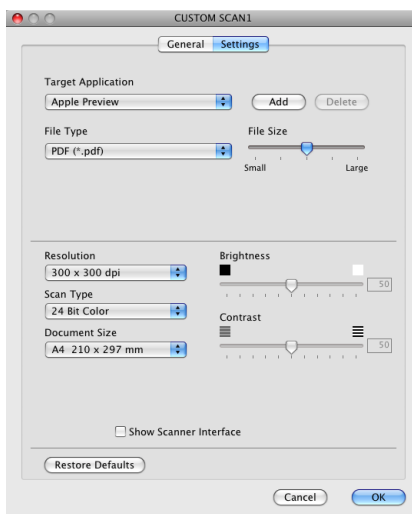 CUSTOM SCAN1
General Settings
Target Application
Apple Preview Add Delete
File Type File Size
PDF (*.pdf)
Small Large
Resolution Brightness
300 x 300 dpi
50
Scan Type
24 Bit Color Contrast
Document Size
A4 210 x 297 mm 50
Show Scanner Interface
Restore Defaults
Cancel OK